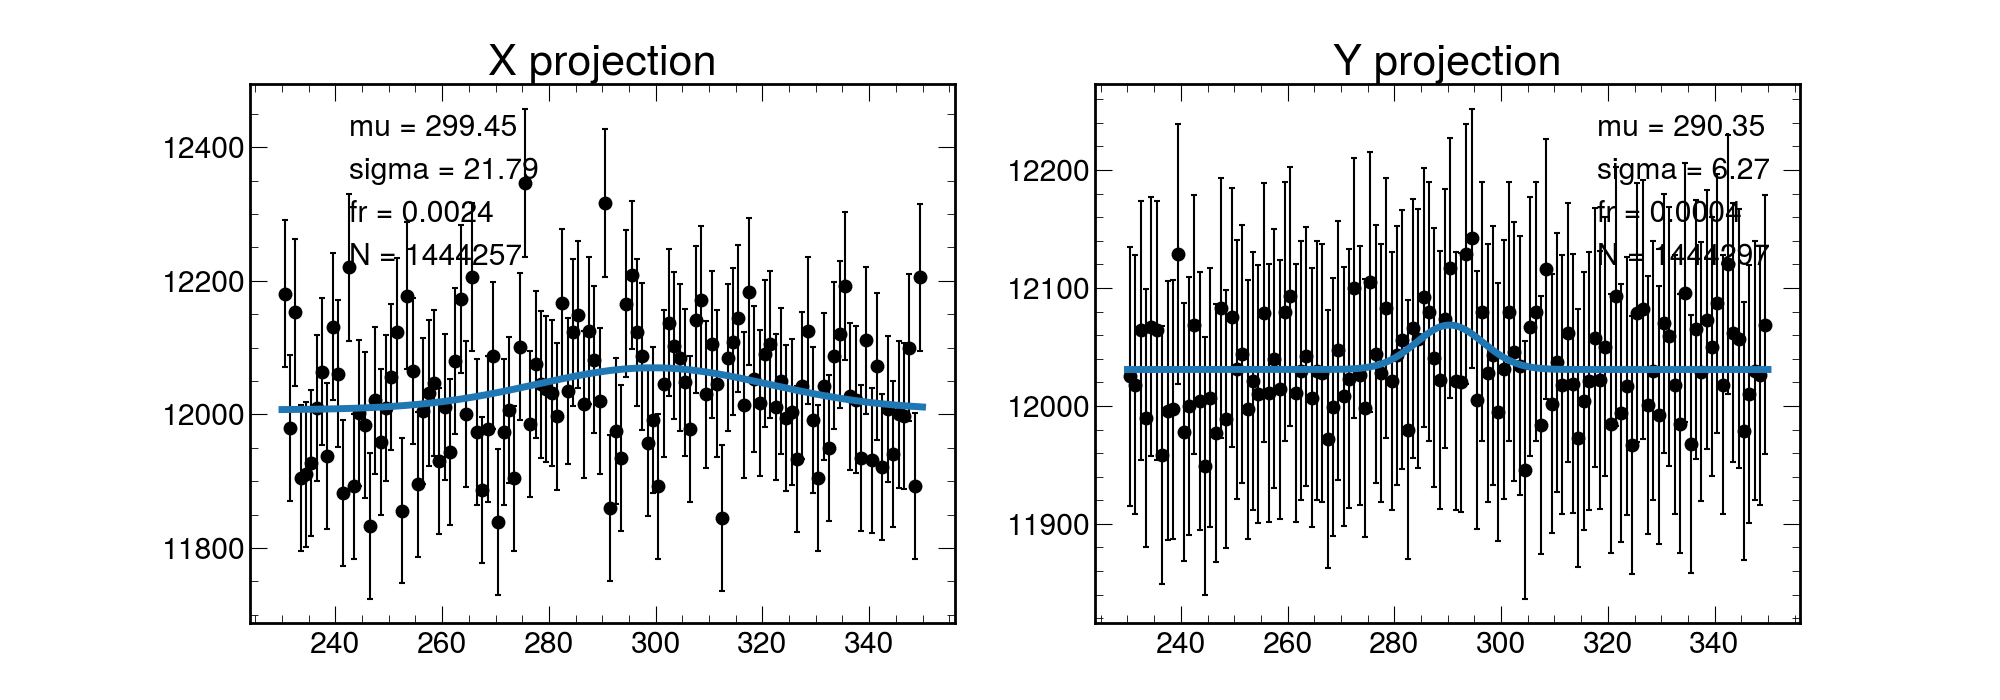 X projection
mu = 299.45
sigma = 21.79
fr = 0.0024
N = 1444257
12400
12200
12000
11800
240 260 280 300 320 340
Y projection
mu = 290.35
sigma = 6.27
fr = 0.0004
N = 1444297
12200
12100
12000
11900
240 260 280 300 320 340